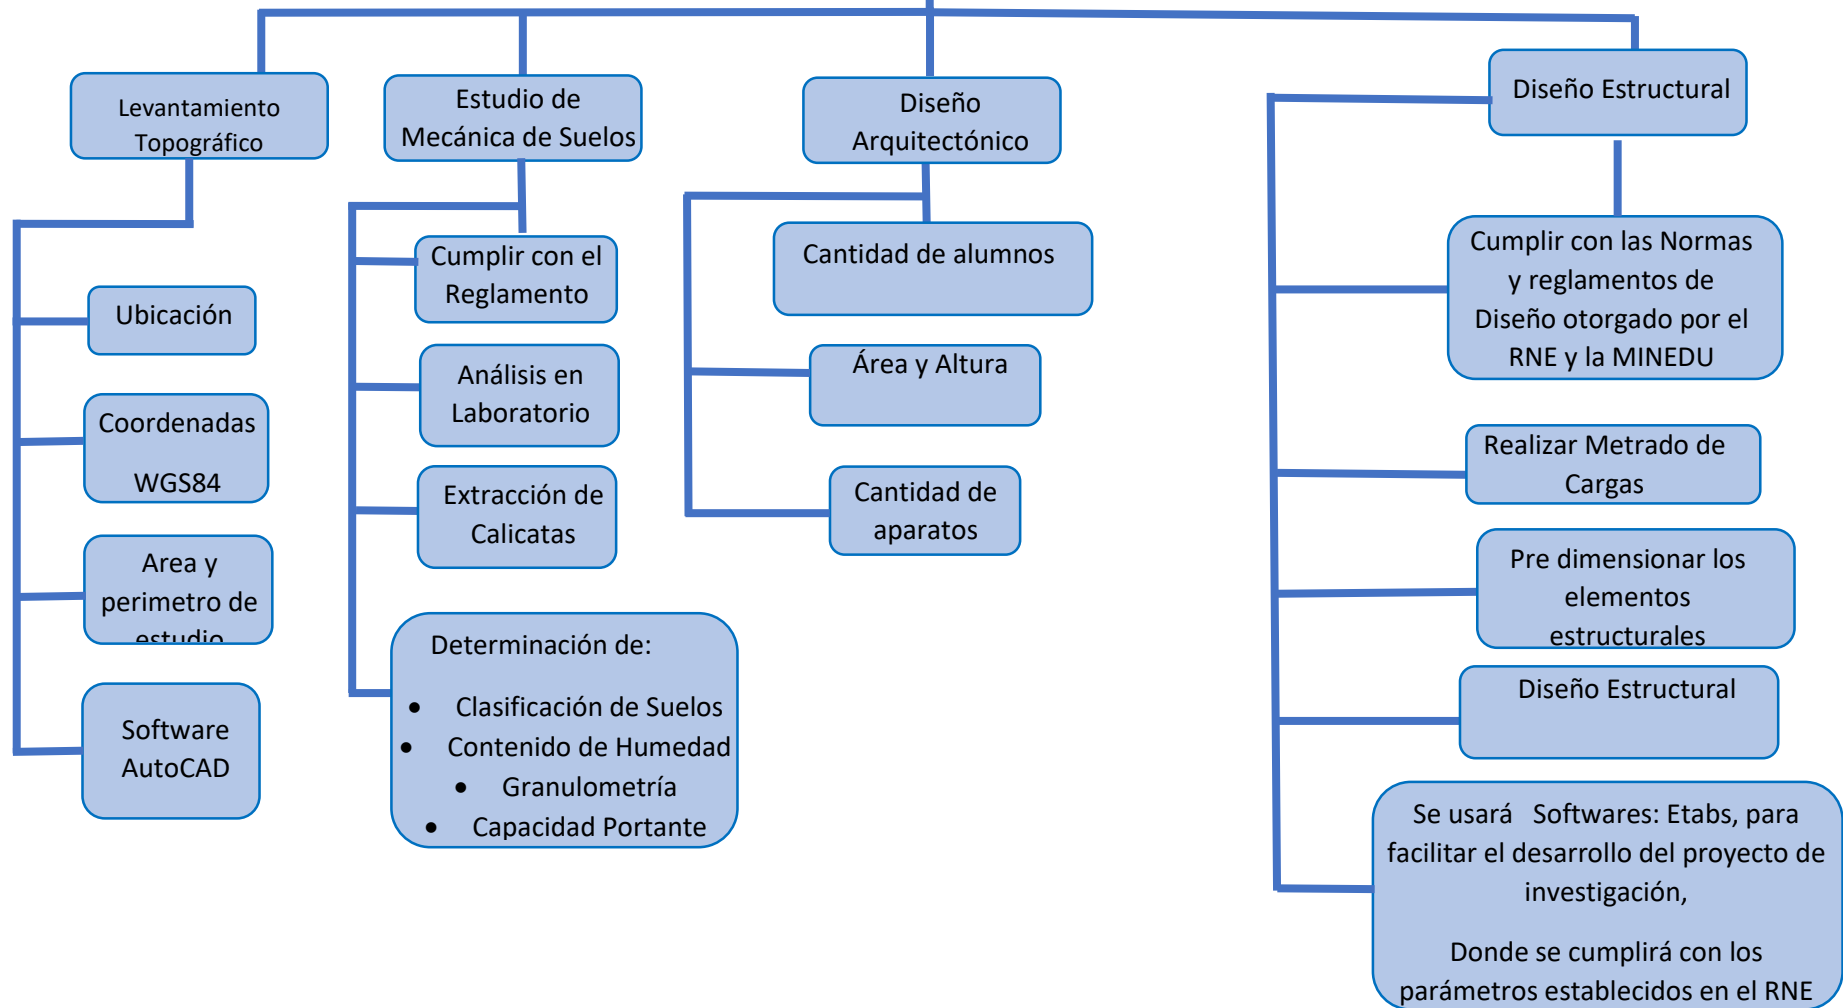 Levantamiento
Topográfico
Ubicación
Coordenadas
WGS84
Area y
perimetro de
estudio
Software
AutoCAD
Estudio de
Mecánica de Suelos
Cumplir con el
Reglamento
Análisis en
Laboratorio
Extracción de
Calicatas
Determinación de:
• Clasificación de Suelos
• Contenido de Humedad
• Granulometría
• Capacidad Portante
Diseño
Arquitectónico
Cantidad de alumnos
Área y Altura
Cantidad de
aparatos
Diseño Estructural
Cumplir con las Normas
y reglamentos de
Diseño otorgado por el
RNE y la MINEDU
Realizar Metrado de
Cargas
Pre dimensionar los
elementos
estructurales
Diseño Estructural
Se usará Softwares: Etabs, para
facilitar el desarrollo del proyecto de
investigación,
Donde se cumplirá con los
parámetros establecidos en el RNE